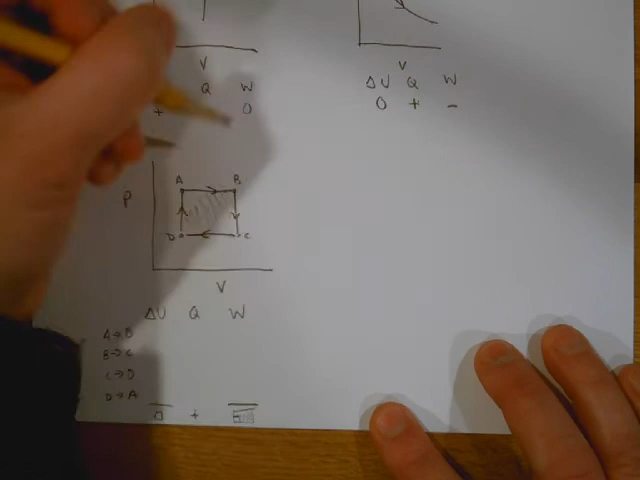 V
Q W
+ 0
V
ΔU Q W
0 + -
P
A B
D C
V
ΔU Q W
A→B
B→C
C→D
D→A
0 +